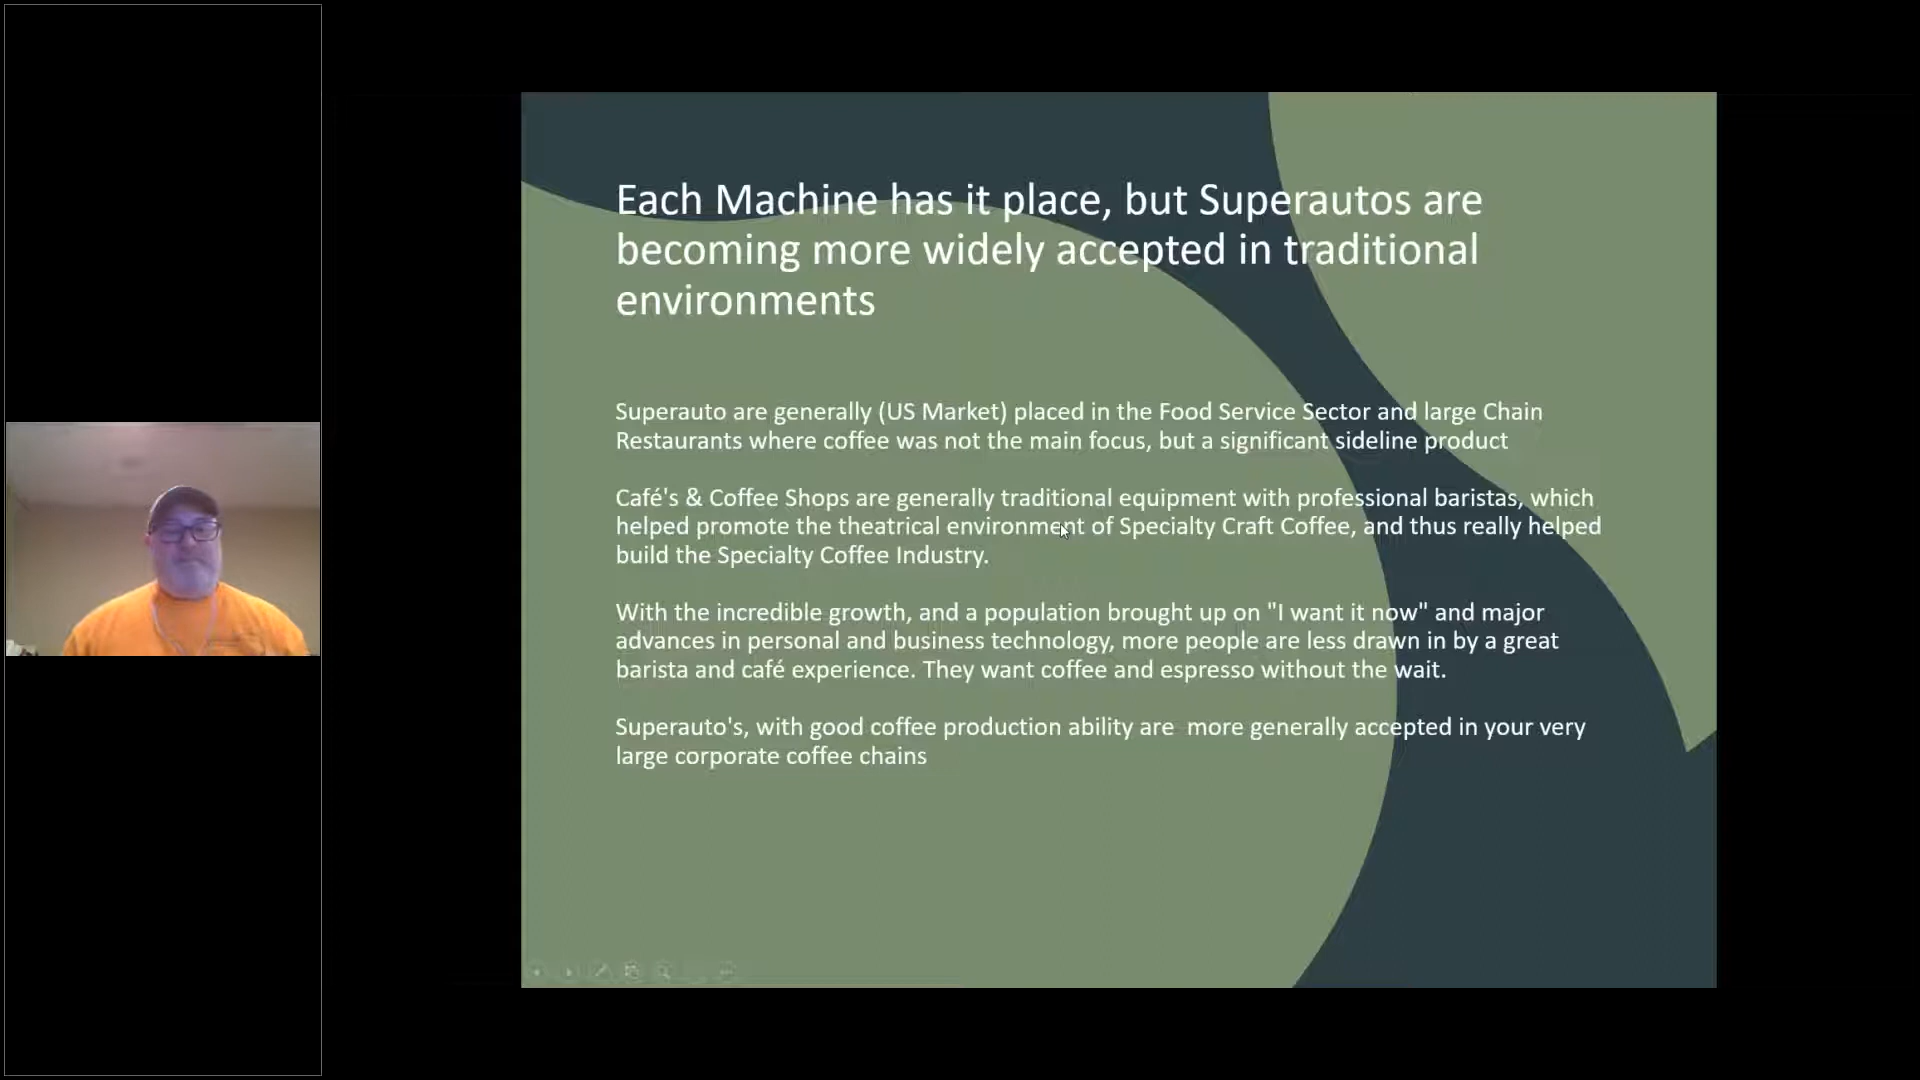 Each Machine has it place, but Superautos are
becoming more widely accepted in traditional
environments
Superauto are generally (US Market) placed in the Food Service Sector and large Chain
Restaurants where coffee was not the main focus, but a significant sideline product
Café's & Coffee Shops are generally traditional equipment with professional baristas, which
helped promote the theatrical environment of Specialty Craft Coffee, and thus really helped
build the Specialty Coffee Industry.
With the incredible growth, and a population brought up on "I want it now" and major
advances in personal and business technology, more people are less drawn in by a great
barista and café experience. They want coffee and espresso without the wait.
Superauto's, with good coffee production ability are  more generally accepted in your very
large corporate coffee chains